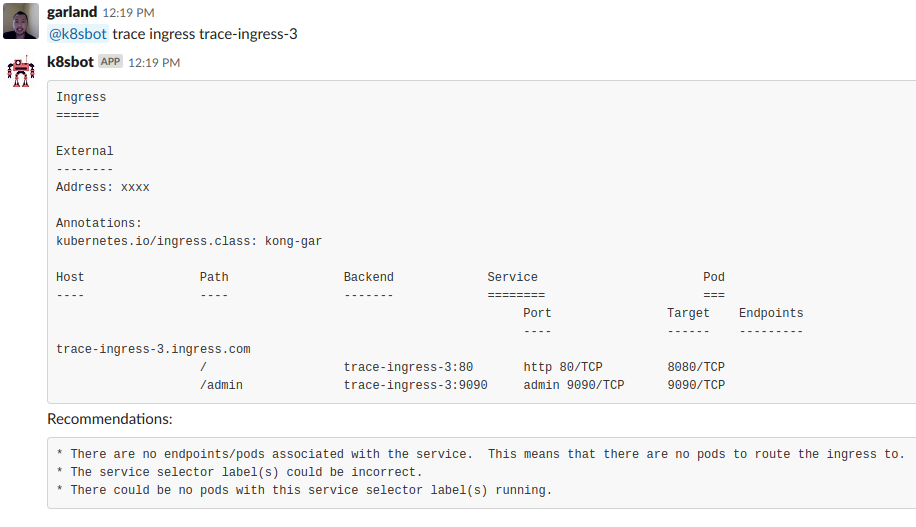 garland 12:19 PM
@k8sbot trace ingress trace-ingress-3
k8sbot APP 12:19 PM
Ingress
======
External
--------
Address: xxxx
Annotations:
kubernetes.io/ingress.class: kong-gar
Host Path Backend Service Pod
---- ---- ------- ======== ===
Port Target Endpoints
---- ------ ---------
trace-ingress-3.ingress.com
/ trace-ingress-3:80 http 80/TCP 8080/TCP
/admin trace-ingress-3:9090 admin 9090/TCP 9090/TCP
Recommendations:
* There are no endpoints/pods associated with the service.  This means that there are no pods to route the ingress to.
* The service selector label(s) could be incorrect.
* There could be no pods with this service selector label(s) running.